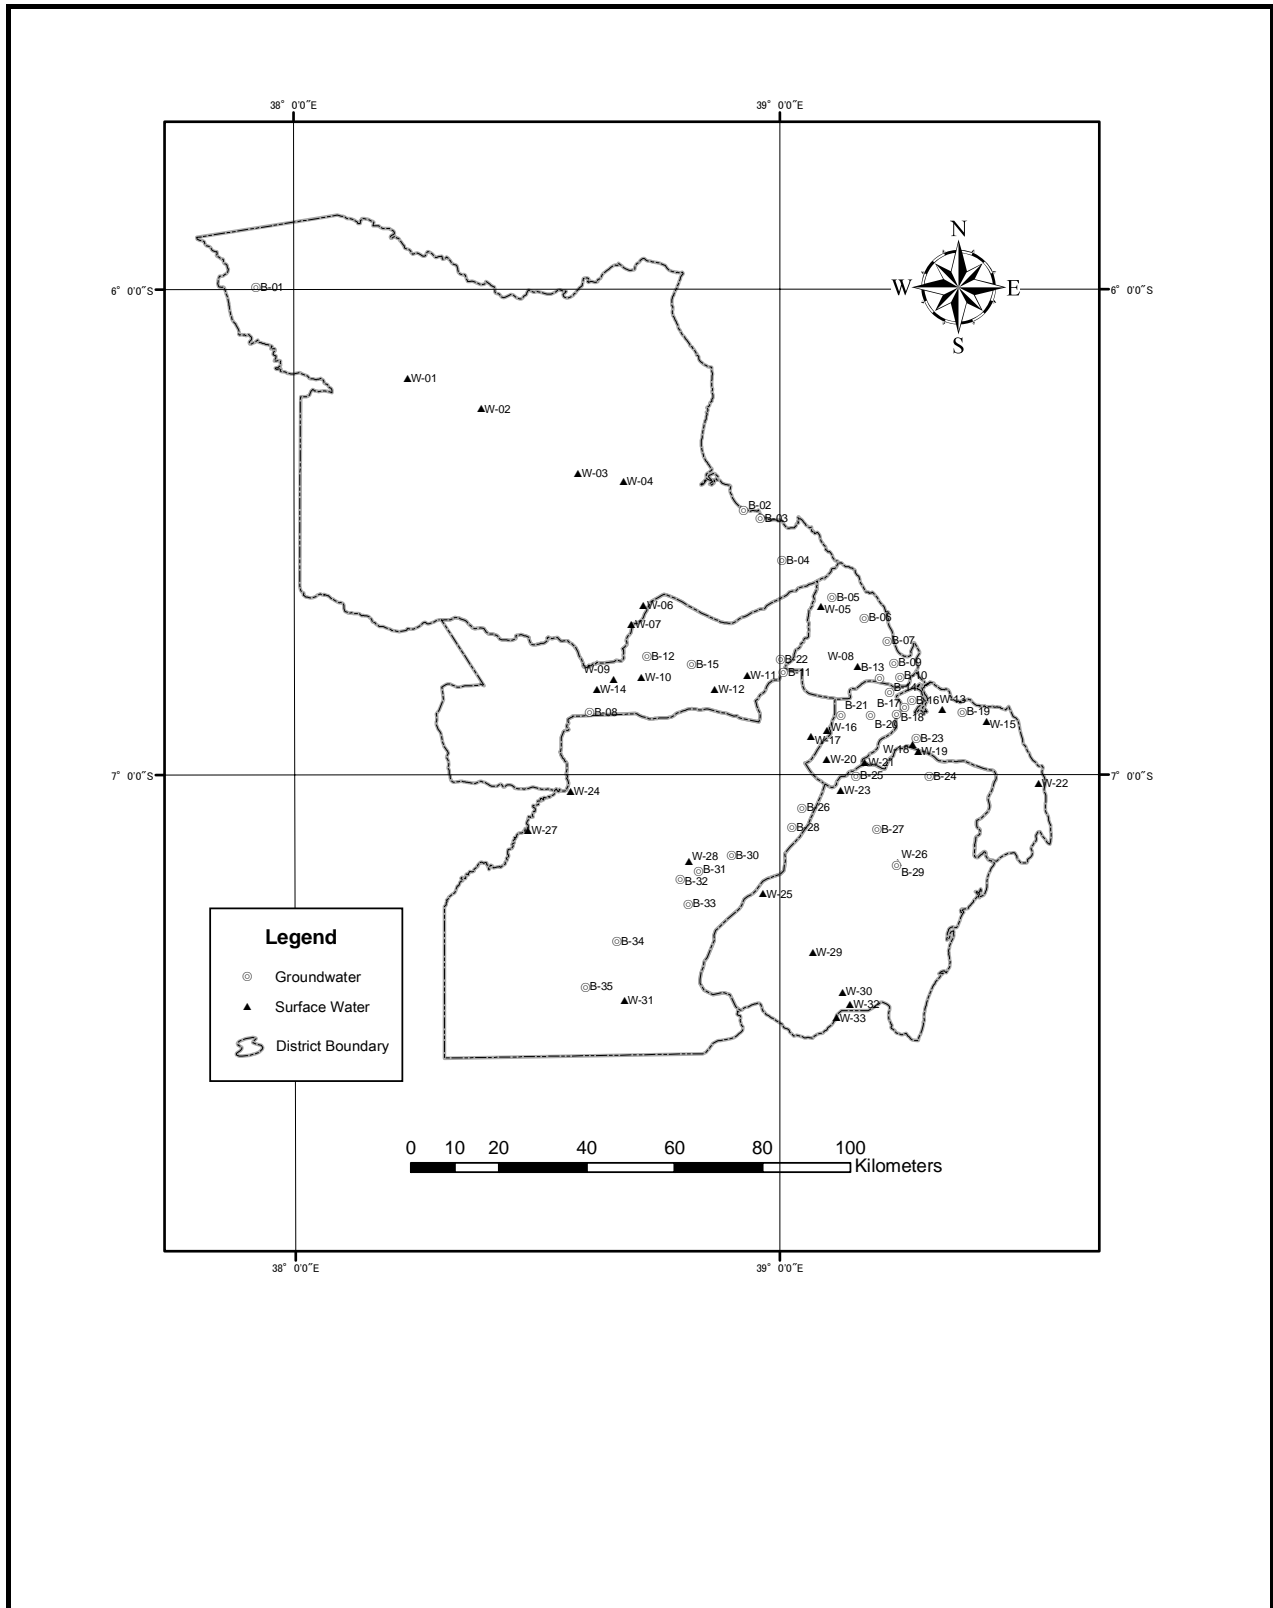 38° 0'0"E
39° 0'0"E
N
W
E
S
6° 0'0"S
6° 0'0"S
B-01
W-01
W-02
W-03
W-04
B-02
B-03
B-04
B-05
W-05
W-06
B-06
W-07
B-07
B-12
W-08
B-22
B-15
B-13
B-09
W-09
B-11
W-11
W-10
B-10
W-14
W-12
B-14
B-16
W-13
B-17
B-21
B-08
B-19
B-18
B-20
W-15
W-16
W-17
B-23
W-18
W-19
W-20
W-21
7° 0'0"S
7° 0'0"S
B-25
B-24
W-22
W-24
W-23
B-26
B-28
B-27
W-27
B-30
W-28
W-26
B-31
B-29
B-32
W-25
B-33
B-34
W-29
B-35
W-30
W-31
W-32
W-33
Legend
Groundwater
Surface Water
District Boundary
0 10 20 40 60 80 100
Kilometers
38° 0'0"E
39° 0'0"E